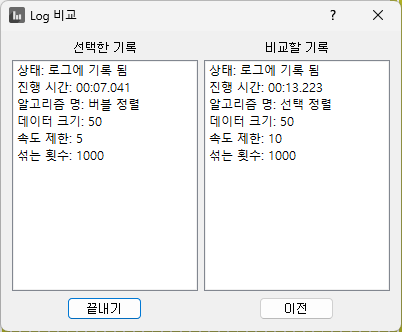 Log 비교
선택한 기록
상태: 로그에 기록 됨
진행 시간: 00:07.041
알고리즘 명: 버블 정렬
데이터 크기: 50
속도 제한: 5
섞는 횟수: 1000
비교할 기록
상태: 로그에 기록 됨
진행 시간: 00:13.223
알고리즘 명: 선택 정렬
데이터 크기: 50
속도 제한: 10
섞는 횟수: 1000
끝내기
이전